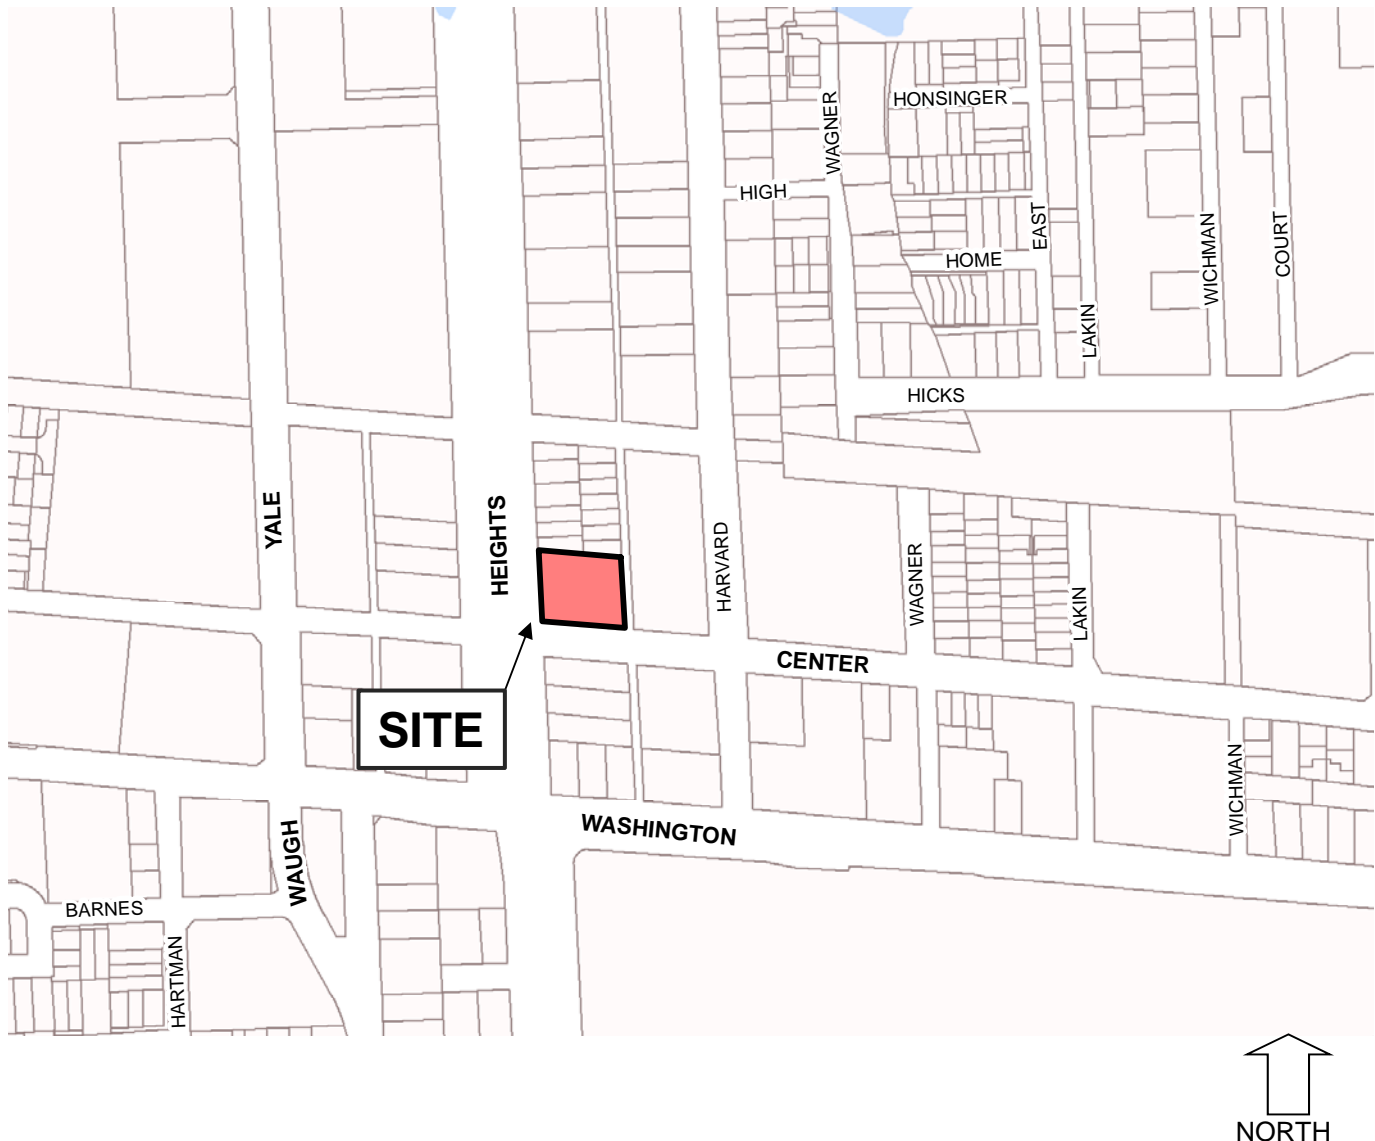 HONSINGER
WAGNER
HIGH
EAST
WICHMAN
COURT
HOME
LAKIN
HICKS
YALE
HEIGHTS
HARVARD
WAGNER
LAKIN
CENTER
SITE
WICHMAN
WASHINGTON
WAUGH
BARNES
HARTMAN
NORTH